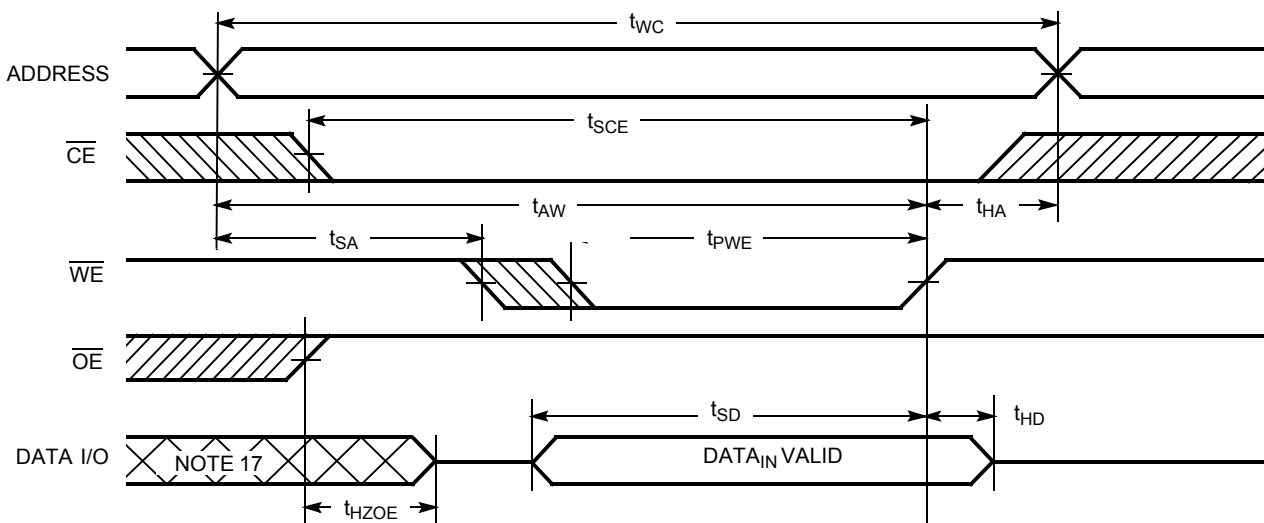 tWC
ADDRESS
tSCE
CE
tAW
tHA
tSA
tPWE
WE
OE
tSD
tHD
DATA I/O
NOTE 17
DATAIN VALID
tHZOE